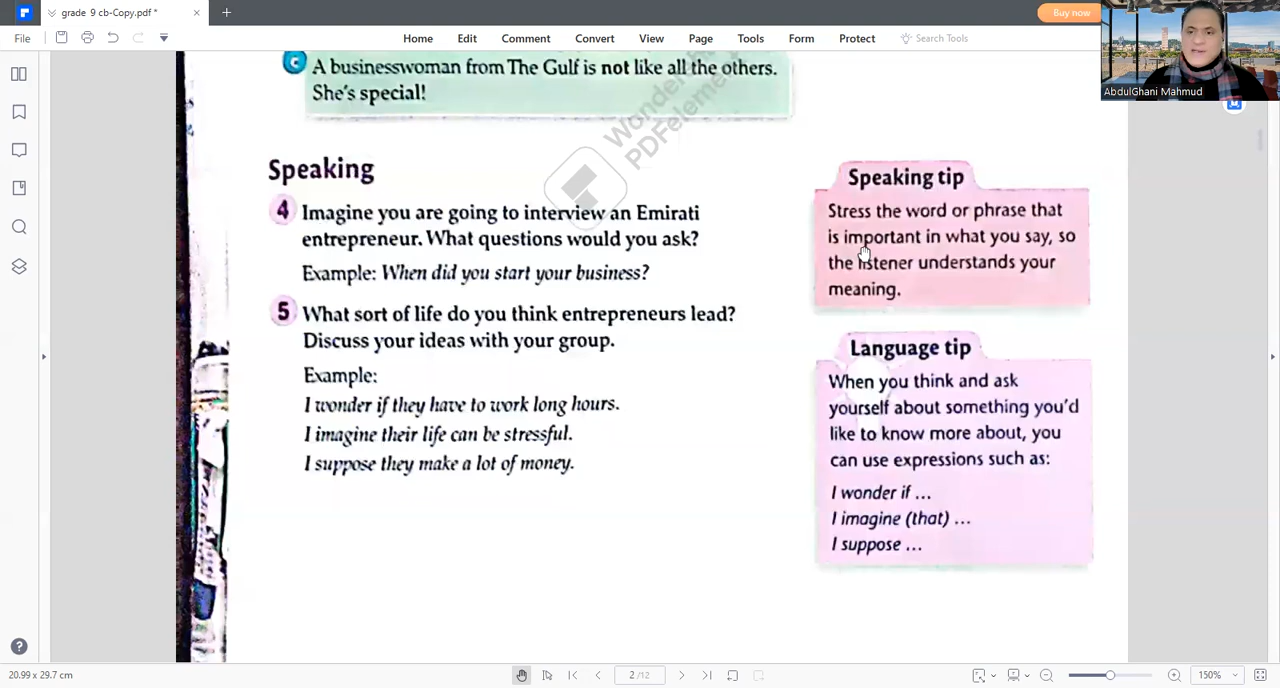 grade 9 cb-Copy.pdf *
Buy now
File
Home Edit Comment Convert View Page Tools Form Protect Search Tools
AbdulGhani Mahmud
C A businesswoman from The Gulf is not like all the others.
She's special!
Wonder
PDFelem
Speaking
4 Imagine you are going to interview an Emirati
entrepreneur. What questions would you ask?
Example: When did you start your business?
5 What sort of life do you think entrepreneurs lead?
Discuss your ideas with your group.
Example:
I wonder if they have to work long hours.
I imagine their life can be stressful.
I suppose they make a lot of money.
Speaking tip
Stress the word or phrase that
is important in what you say, so
the listener understands your
meaning.
Language tip
When you think and ask
yourself about something you'd
like to know more about, you
can use expressions such as:
I wonder if ...
I imagine (that) ...
I suppose ...
20.99 x 29.7 cm
2 /12
150%